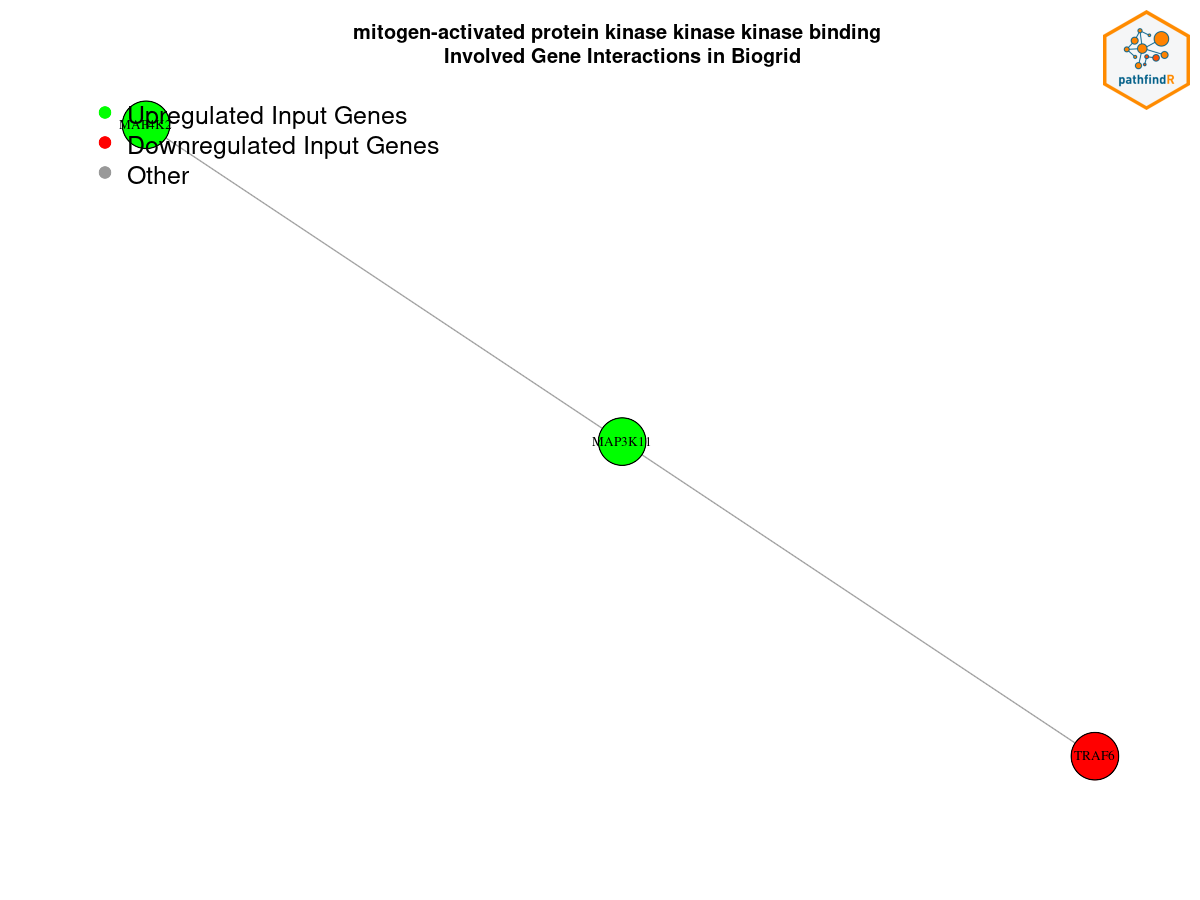 mitogen-activated protein kinase kinase kinase binding
Involved Gene Interactions in Biogrid
pathfindR
Upregulated Input Genes
Downregulated Input Genes
Other
MAP4K2
MAP3K11
TRAF6